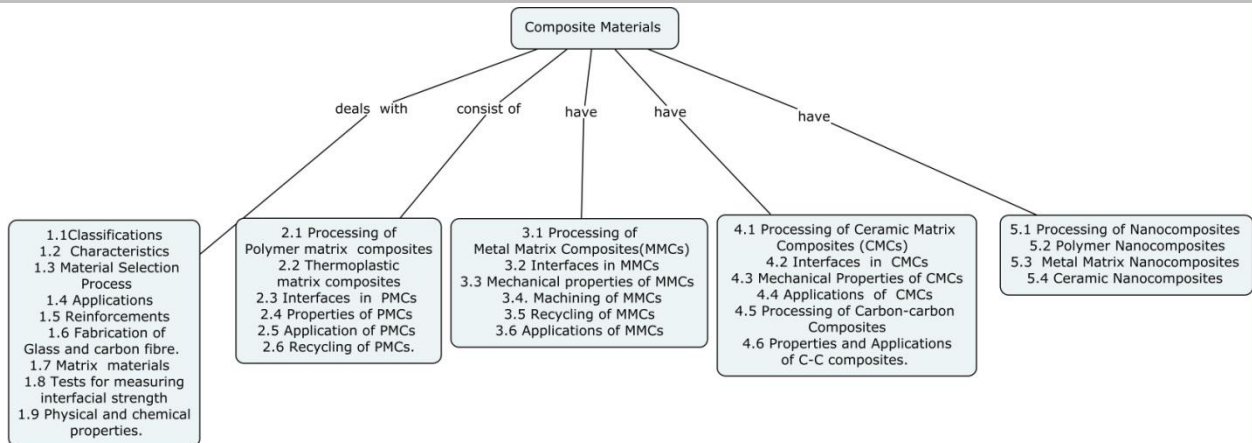 Composite Materials
deals with
consist of
have
have
have
1.1Classifications
1.2 Characteristics
1.3 Material Selection
Process
1.4 Applications
1.5 Reinforcements
1.6 Fabrication of
Glass and carbon fibre.
1.7 Matrix materials
1.8 Tests for measuring
interfacial strength
1.9 Physical and chemical
properties.
2.1 Processing of
Polymer matrix composites
2.2 Thermoplastic
matrix composites
2.3 Interfaces in PMCs
2.4 Properties of PMCs
2.5 Application of PMCs
2.6 Recycling of PMCs.
3.1 Processing of
Metal Matrix Composites(MMCs)
3.2 Interfaces in MMCs
3.3 Mechanical properties of MMCs
3.4. Machining of MMCs
3.5 Recycling of MMCs
3.6 Applications of MMCs
4.1 Processing of Ceramic Matrix
Composites (CMCs)
4.2 Interfaces in CMCs
4.3 Mechanical Properties of CMCs
4.4 Applications of CMCs
4.5 Processing of Carbon-carbon
Composites
4.6 Properties and Applications
of C-C composites.
5.1 Processing of Nanocomposites
5.2 Polymer Nanocomposites
5.3 Metal Matrix Nanocomposites
5.4 Ceramic Nanocomposites